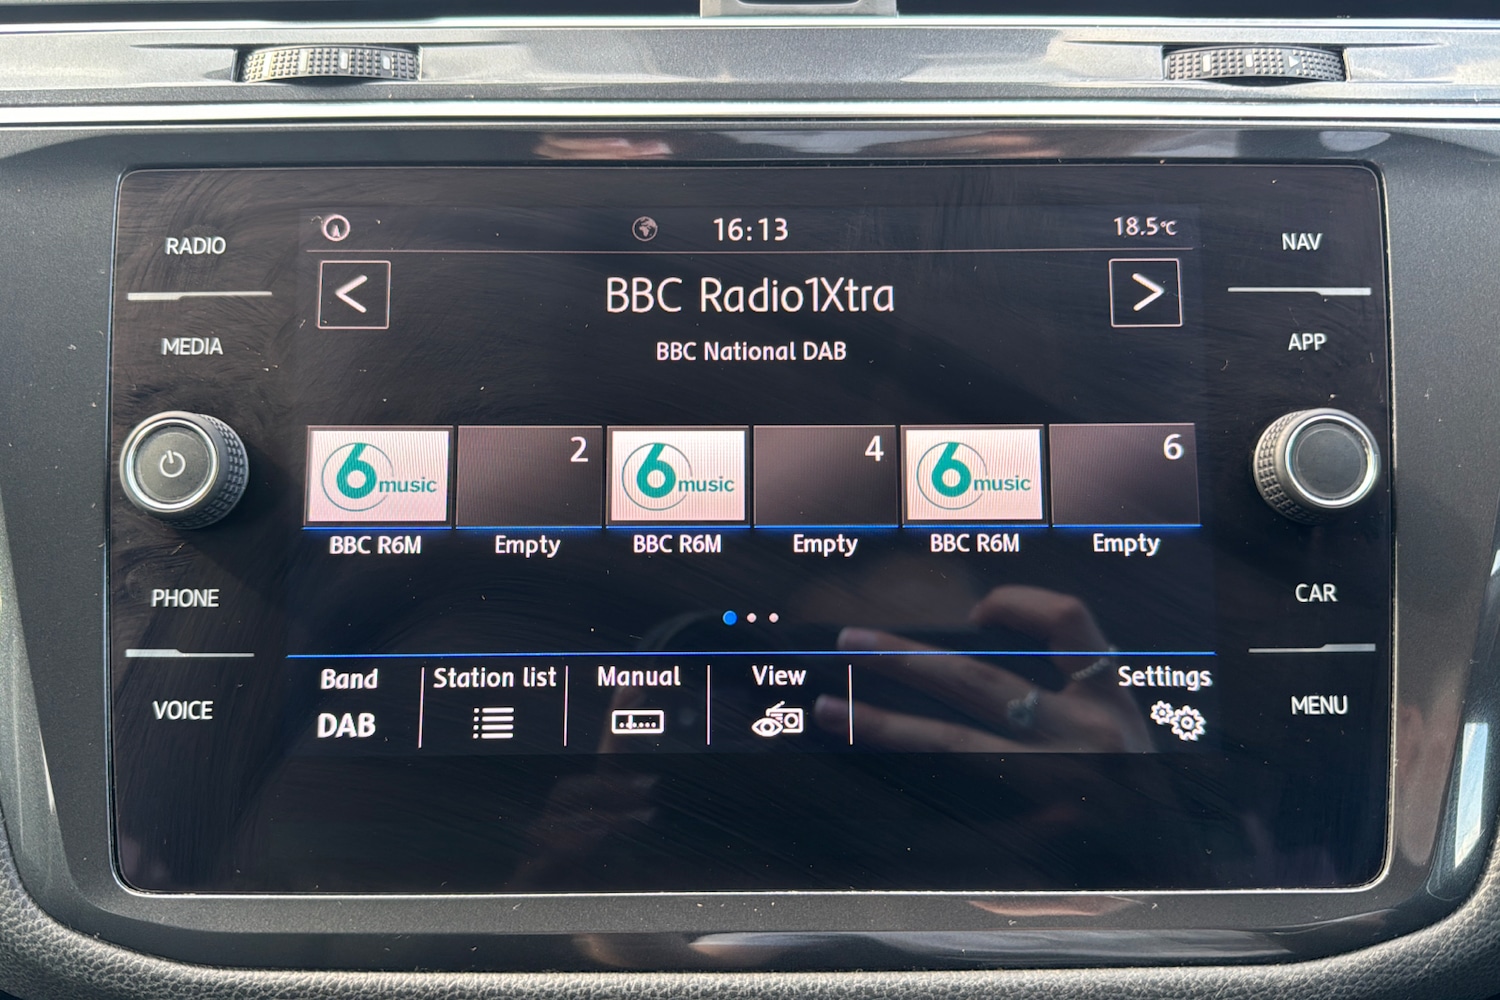 RADIO
MEDIA
PHONE
VOICE
16:13
18.5°C
<
BBC Radio1Xtra
>
BBC National DAB
6music
2
6music
4
6music
6
BBC R6M
Empty
BBC R6M
Empty
BBC R6M
Empty
Band
Station list
Manual
View
Settings
DAB
NAV
APP
CAR
MENU